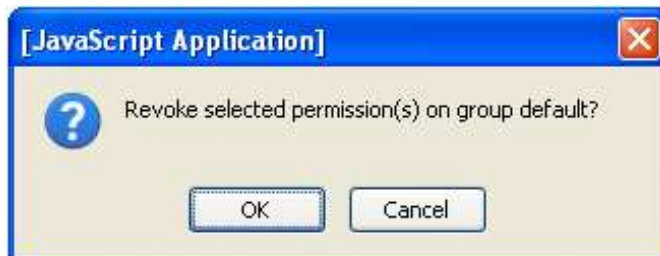 [JavaScript Application]
Revoke selected permission(s) on group default?
OK
Cancel